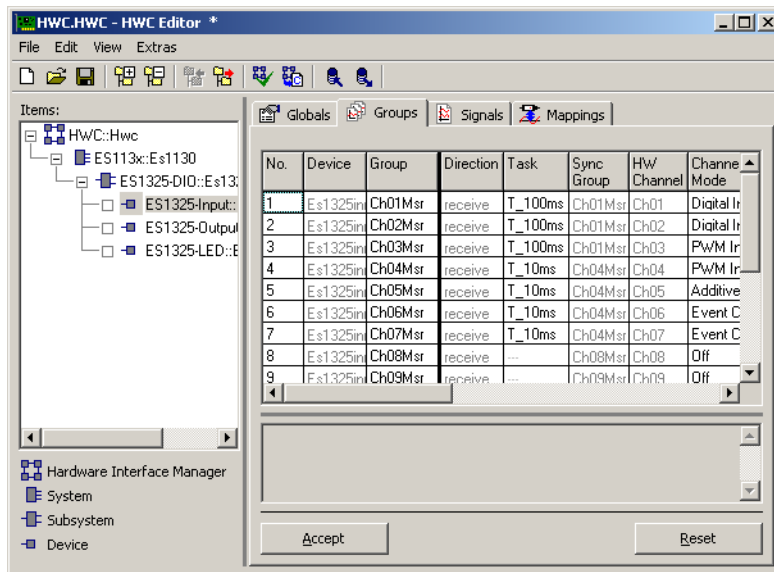 HWC.HWC - HWC Editor *
File Edit View Extras
Items:
HWC::Hwc
ES113x::Es1130
ES1325-DIO::Es13
ES1325-Input::
ES1325-Outpu
ES1325-LED::E
Hardware Interface Manager
System
Subsystem
Device
Globals Groups Signals Mappings
No. Device Group Direction Task Sync Group HW Channel Channe Mode
1 Es1325in Ch01Msr receive T_100ms Ch01Msr Ch01 Digital In
2 Es1325in Ch02Msr receive T_100ms Ch01Msr Ch02 Digital In
3 Es1325in Ch03Msr receive T_100ms Ch01Msr Ch03 PWM In
4 Es1325in Ch04Msr receive T_10ms Ch04Msr Ch04 PWM In
5 Es1325in Ch05Msr receive T_10ms Ch04Msr Ch05 Additive
6 Es1325in Ch06Msr receive T_10ms Ch04Msr Ch06 Event C
7 Es1325in Ch07Msr receive T_10ms Ch04Msr Ch07 Event C
8 Es1325in Ch08Msr receive --- Ch08Msr Ch08 Off
9 Es1325in Ch09Msr receive --- Ch09Msr Ch09 Off
Accept Reset